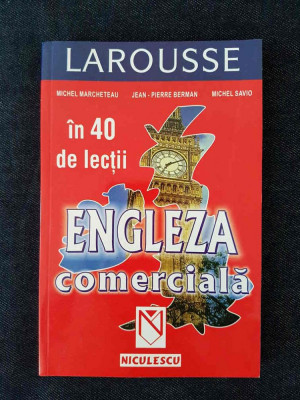 LAROUSSE
MICHEL MARCHETEAU JEAN - PIERRE BERMAN MICHEL SAVIO
în 40
de lecții
ENGLEZA
comercială
NICULESCU